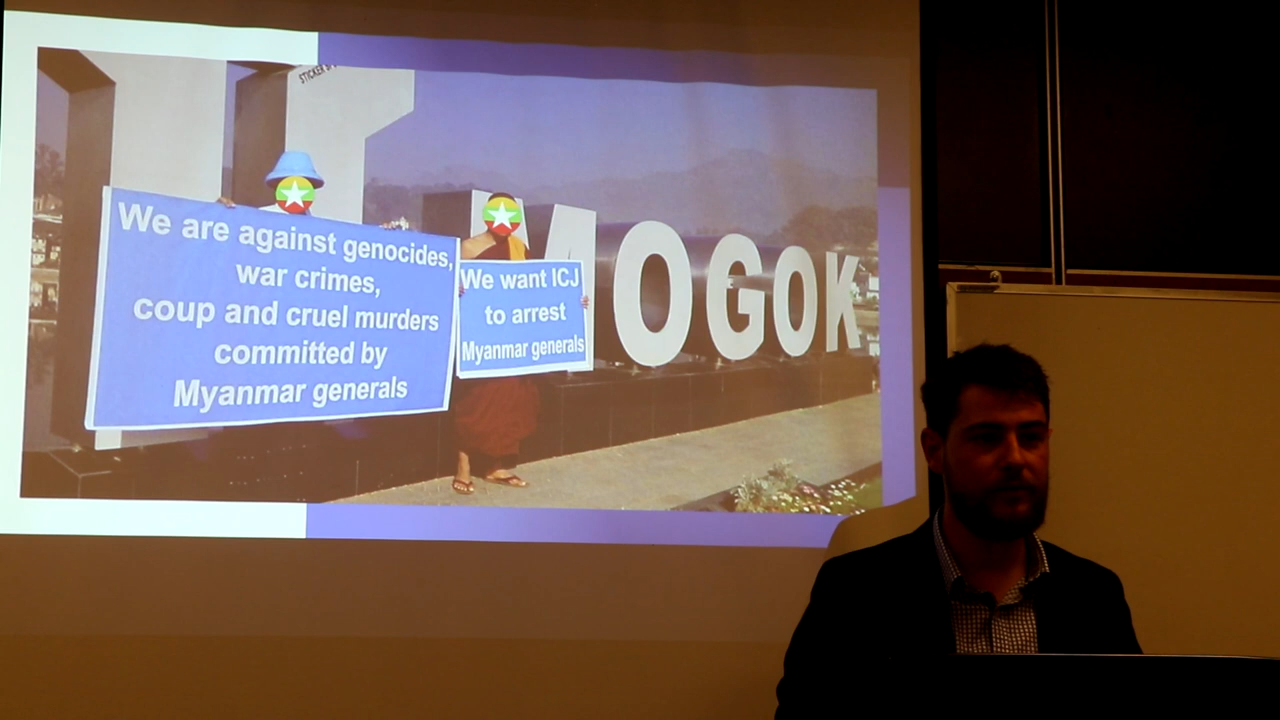 STICKER
We are against genocides,
war crimes,
coup and cruel murders
committed by
Myanmar generals
We want ICJ
to arrest
Myanmar generals
MOGOK